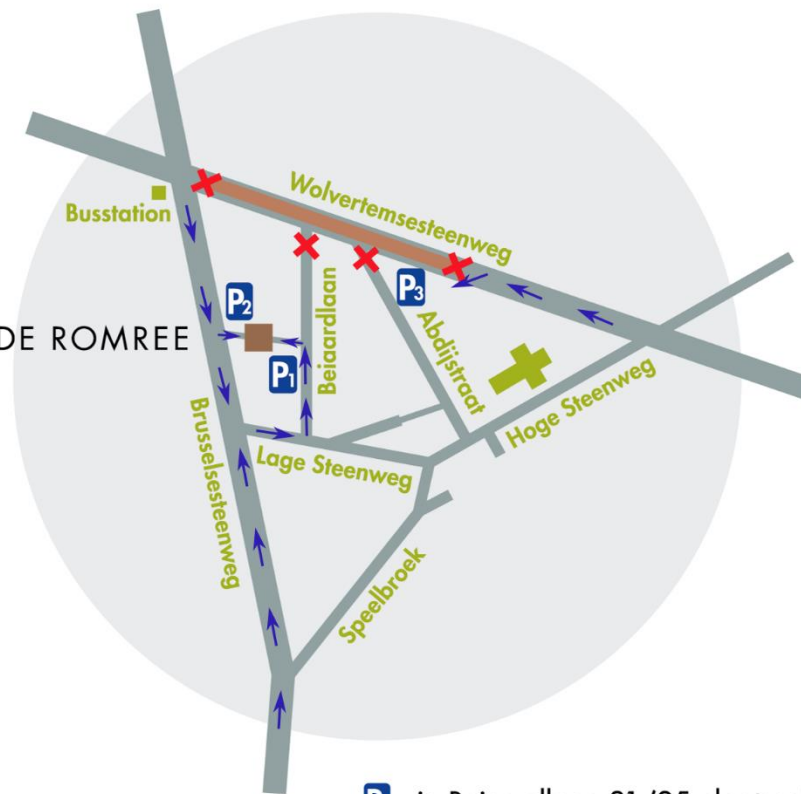 Wolvertemsesteenweg
Busstation
P2
P3
DE ROMREE
Beiaardlaan
Abdijstraat
P1
Hoge Steenweg
Brusselsesteenweg
Lage Steenweg
Speelbroek